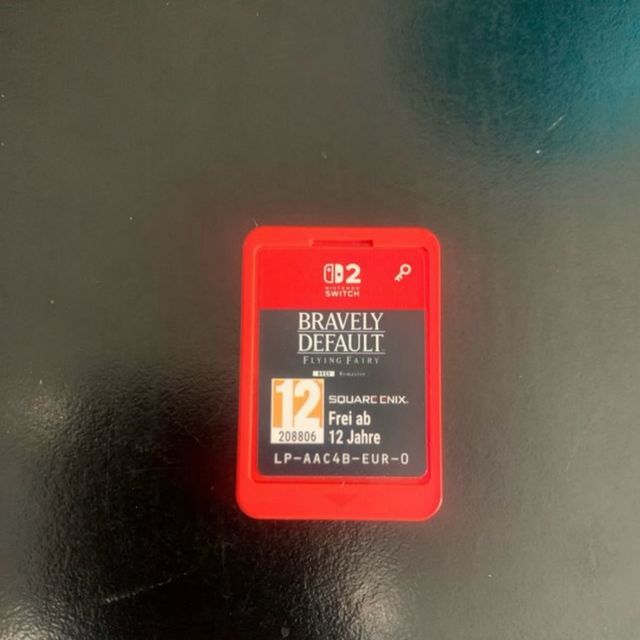 2
NINTENDO
SWITCH
BRAVELY
DEFAULT
FLYING FAIRY
HD Remaster
12
208806
SQUARE ENIX.
Frei ab
12 Jahre
LP-AAC4B-EUR-0